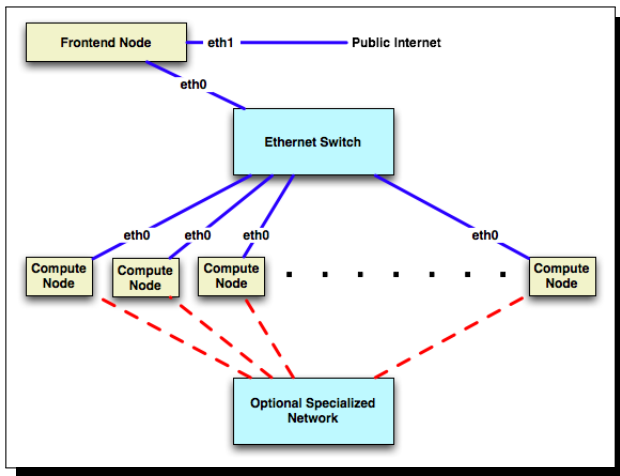 Frontend Node
eth1
Public Internet
eth0
Ethernet Switch
eth0
eth0
eth0
eth0
Compute
Node
Compute
Node
Compute
Node
Compute
Node
Optional Specialized
Network